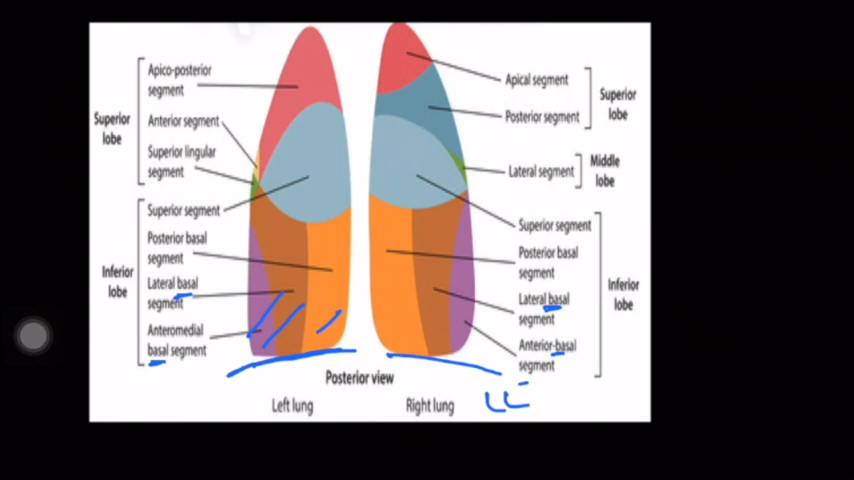 Apico-posterior
segment
Anterior segment
Superior lingular
segment
Superior
lobe
Superior segment
Posterior basal
segment
Lateral basal
segment
Anteromedial
basal segment
Inferior
lobe
Apical segment
Posterior segment
Superior
lobe
Lateral segment
Middle
lobe
Superior segment
Posterior basal
segment
Lateral basal
segment
Anterior-basal
segment
Inferior
lobe
Posterior view
Left lung
Right lung